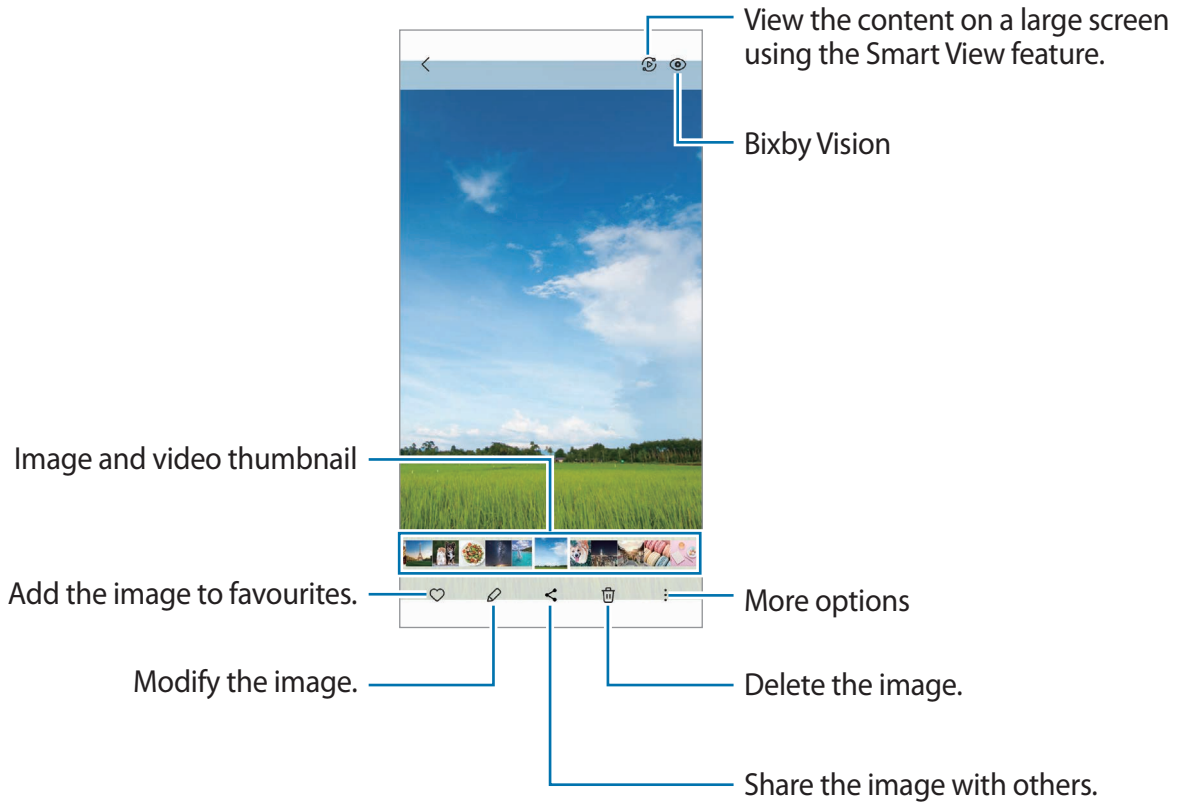 View the content on a large screen
using the Smart View feature.
Bixby Vision
Image and video thumbnail
Add the image to favourites.
More options
Modify the image.
Delete the image.
Share the image with others.